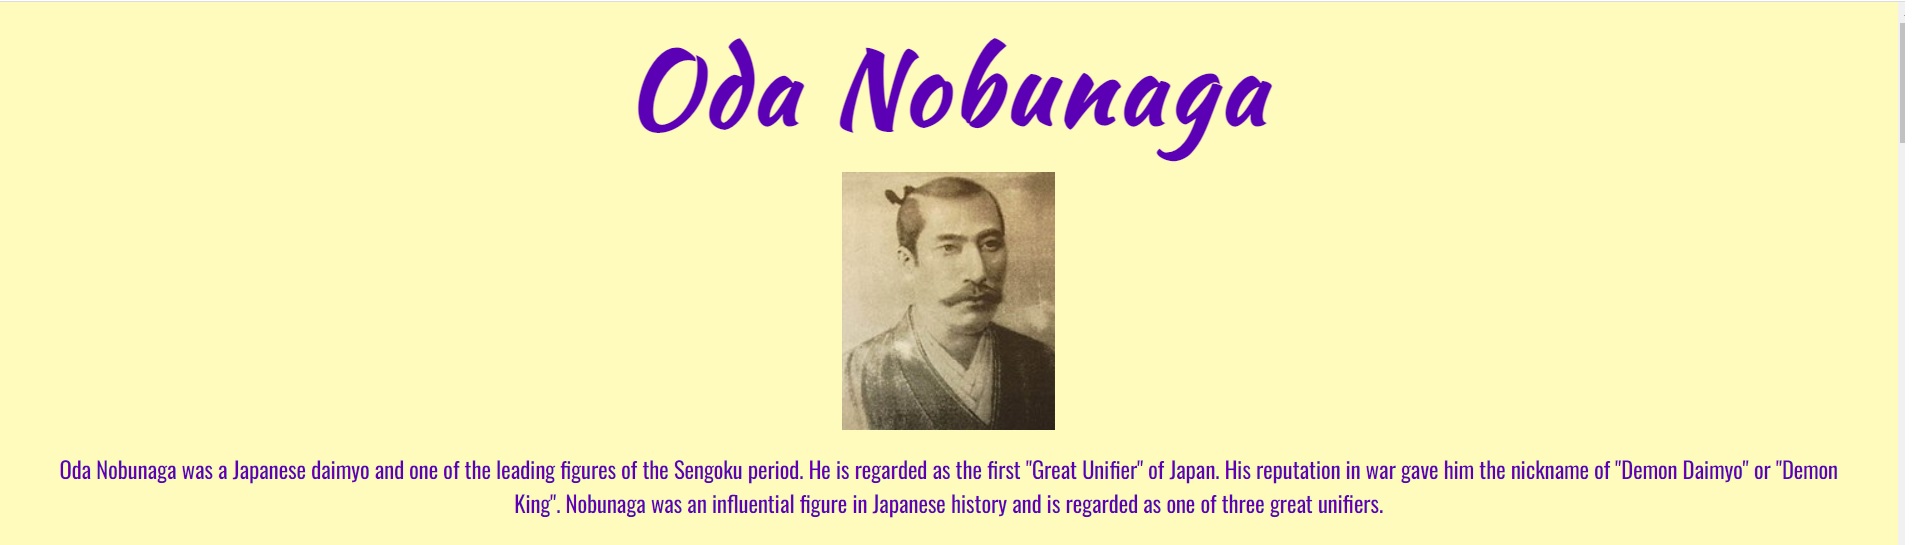 Oda Nobunaga
Oda Nobunaga was a Japanese daimyo and one of the leading figures of the Sengoku period. He is regarded as the first "Great Unifier" of Japan. His reputation in war gave him the nickname of "Demon Daimyo" or "Demon
King". Nobunaga was an influential figure in Japanese history and is regarded as one of three great unifiers.